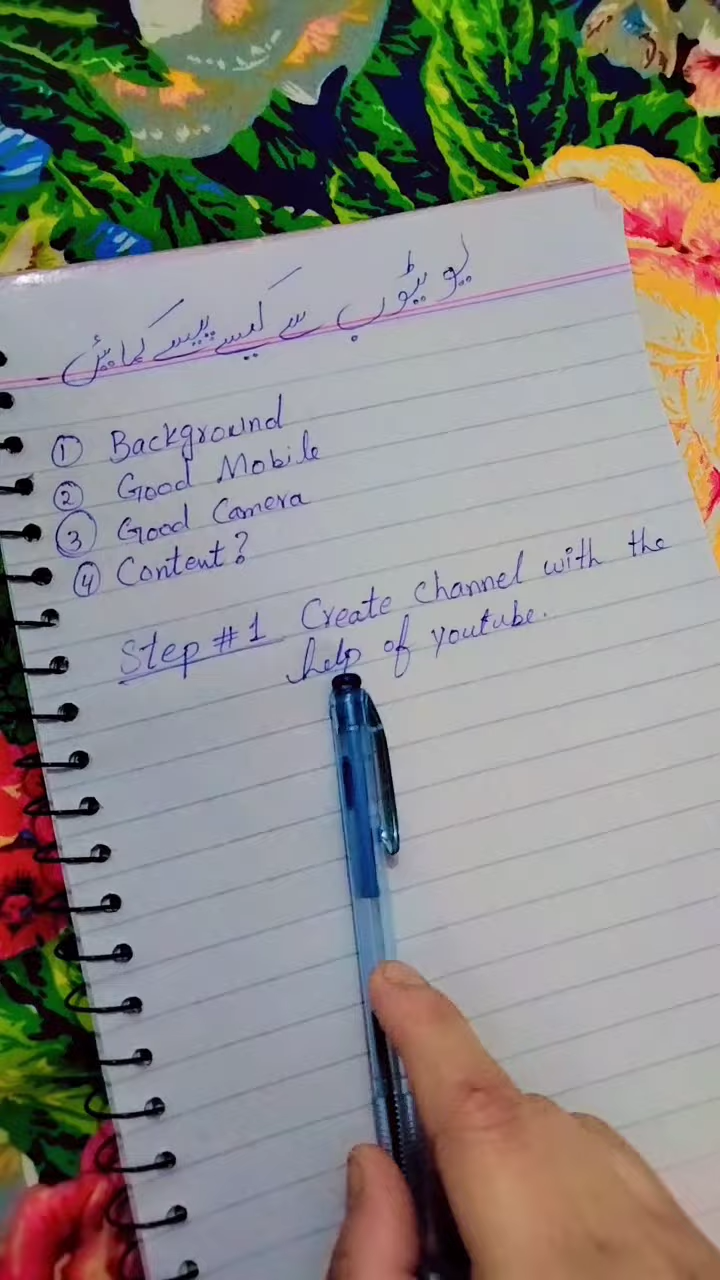 یوٹیوب سے کیسے پیسے کمایئں
① Background
② Good Mobile
③ Good Camera
④ Content?
Step #1 Create channel with the
help of youtube.